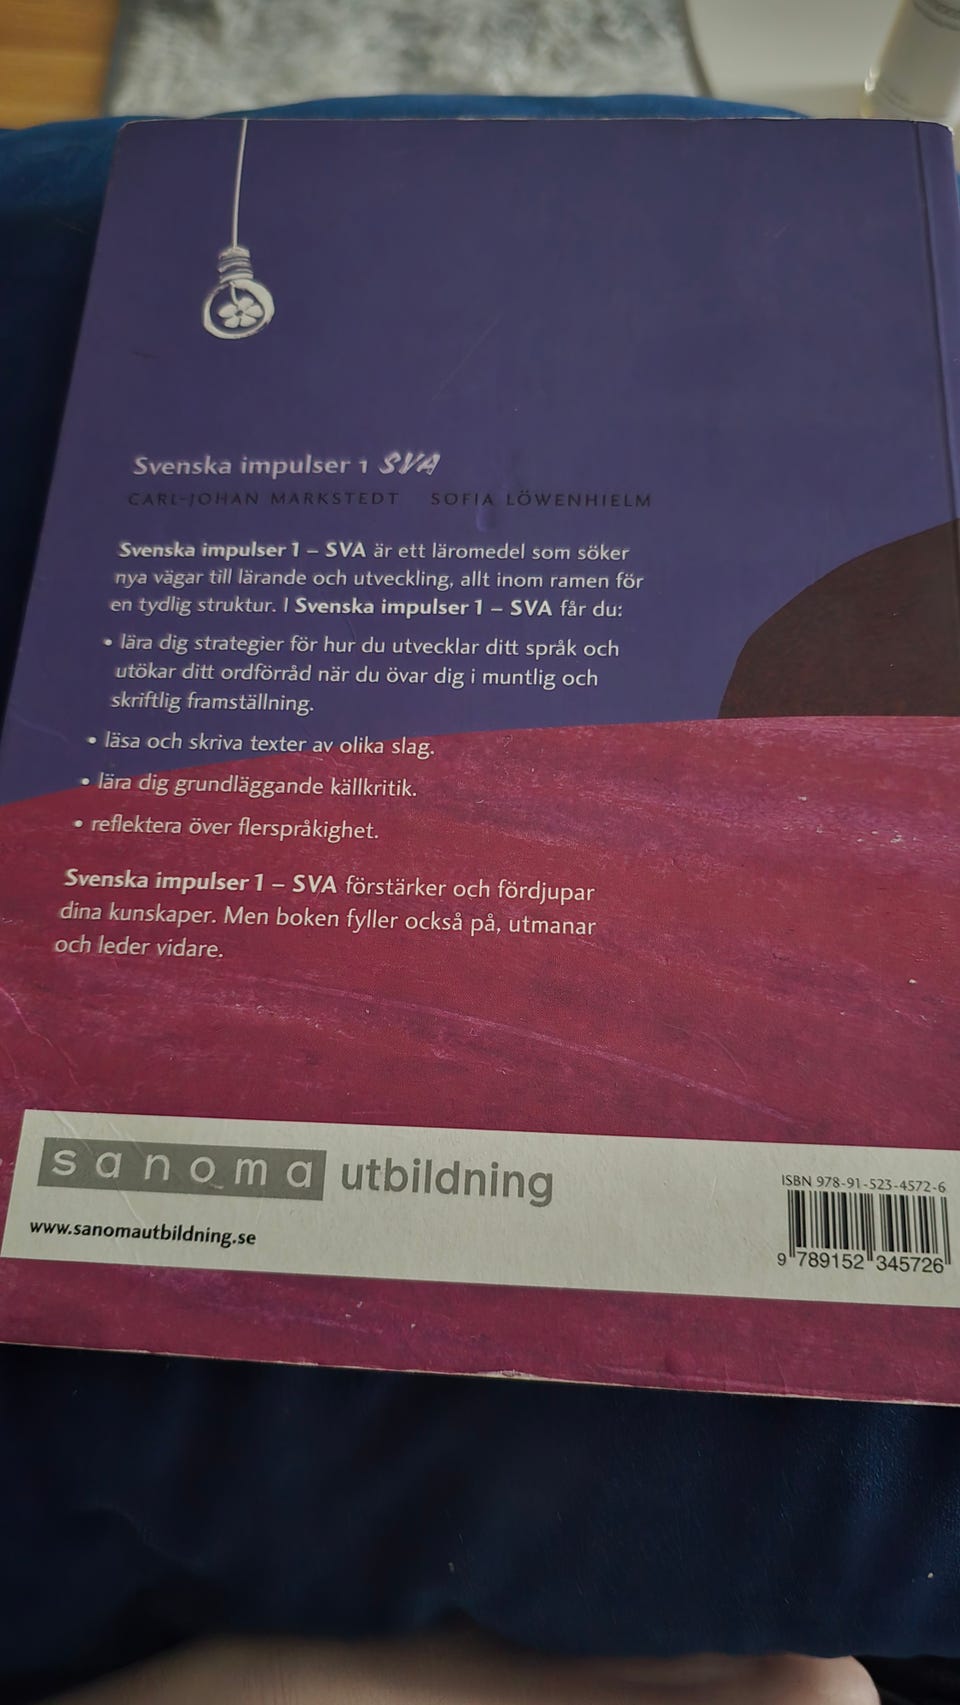 Svenska impulser 1 SVA
CARL-JOHAN MARKSTEDT SOFIA LÖWENHIELM
Svenska impulser 1 – SVA är ett läromedel som söker
nya vägar till lärande och utveckling, allt inom ramen för
en tydlig struktur. I Svenska impulser 1 – SVA får du:
• lära dig strategier för hur du utvecklar ditt språk och
utökar ditt ordförråd när du övar dig i muntlig och
skriftlig framställning.
• läsa och skriva texter av olika slag.
• lära dig grundläggande källkritik.
• reflektera över flerspråkighet.
Svenska impulser 1 – SVA förstärker och fördjupar
dina kunskaper. Men boken fyller också på, utmanar
och leder vidare.
sanoma utbildning
www.sanomautbildning.se
ISBN 978-91-523-4572-6
9 789152 345726